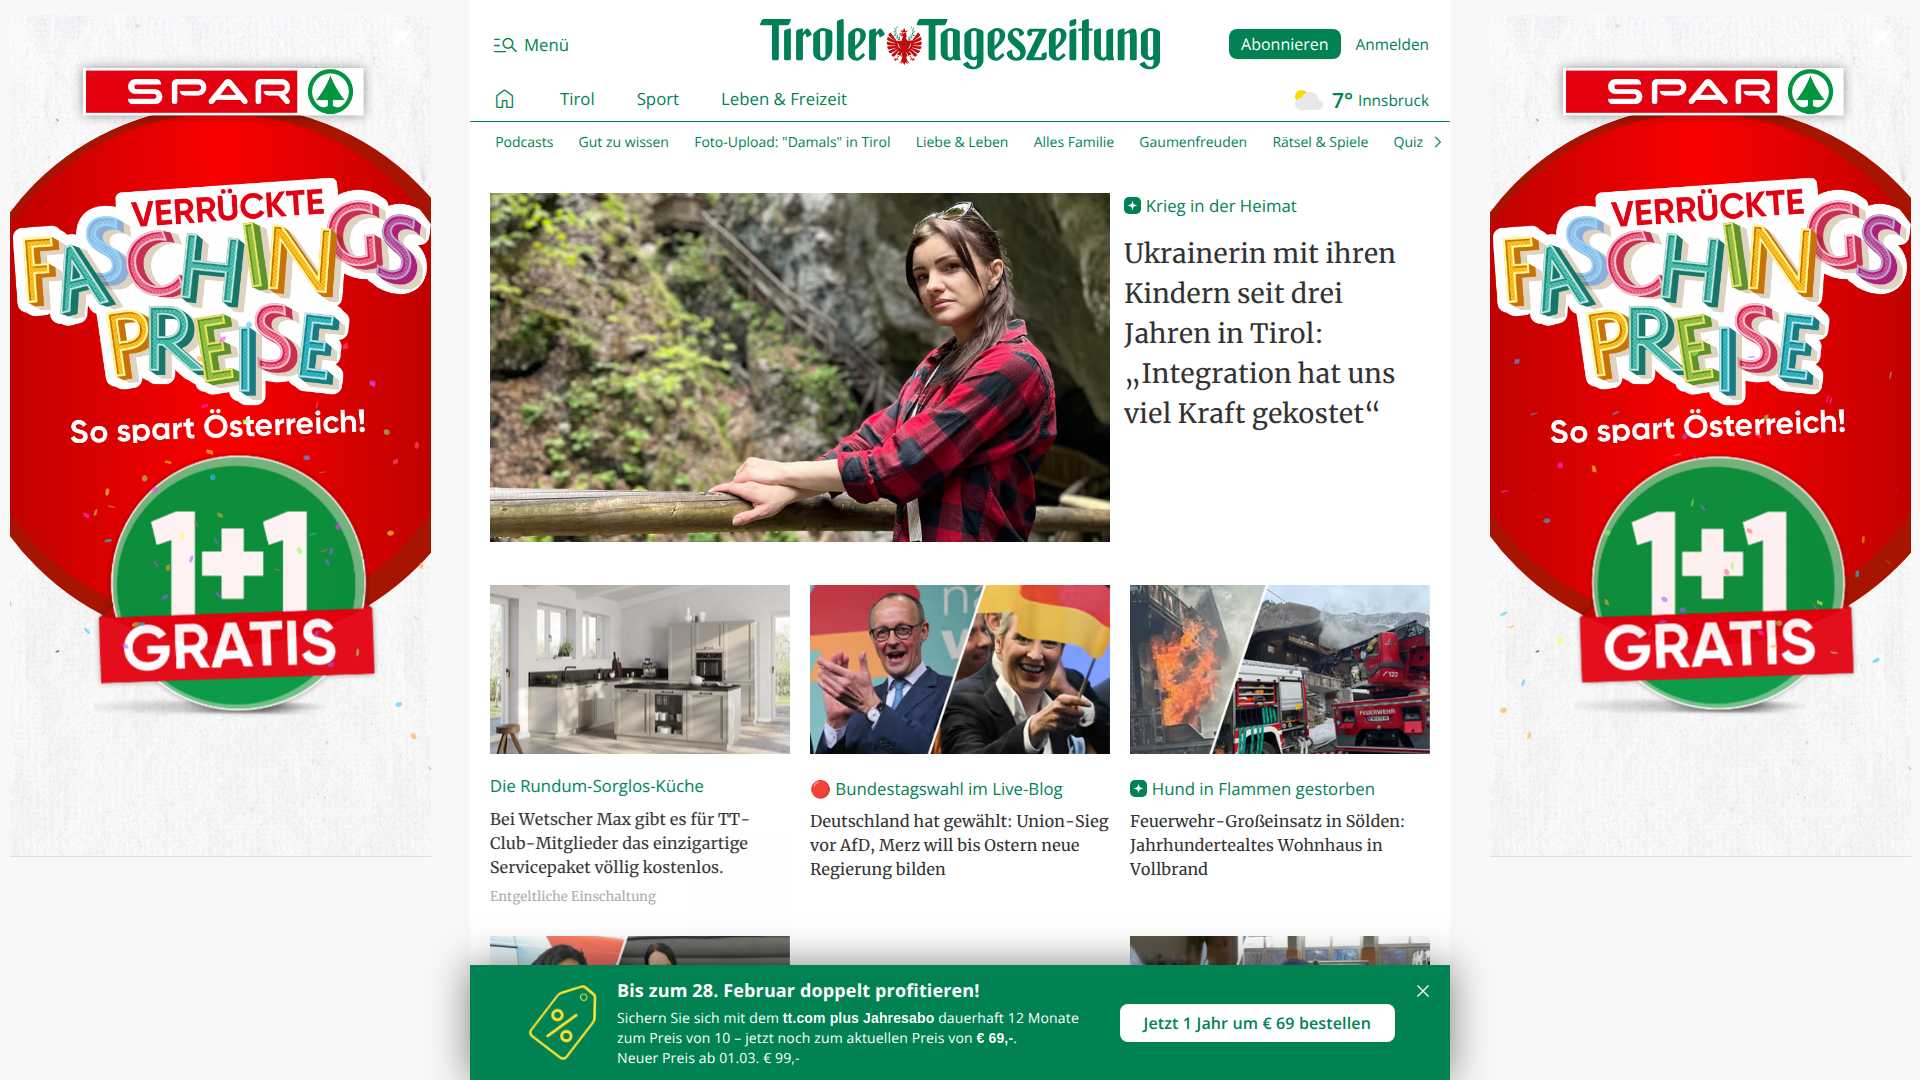 SPAR
VERRÜCKTE
FASCHINGS
PREISE
So spart Österreich!
1+1
GRATIS
Menü
Tiroler Tageszeitung
Abonnieren
Anmelden
Tirol
Sport
Leben & Freizeit
7° Innsbruck
Podcasts
Gut zu wissen
Foto-Upload: "Damals" in Tirol
Liebe & Leben
Alles Familie
Gaumenfreuden
Rätsel & Spiele
Quiz
Krieg in der Heimat
Ukrainerin mit ihren
Kindern seit drei
Jahren in Tirol:
„Integration hat uns
viel Kraft gekostet“
Die Rundum-Sorglos-Küche
Bei Wetscher Max gibt es für TT-
Club-Mitglieder das einzigartige
Servicepaket völlig kostenlos.
Entgeltliche Einschaltung
Bundestagswahl im Live-Blog
Deutschland hat gewählt: Union-Sieg
vor AfD, Merz will bis Ostern neue
Regierung bilden
FEUERWEHR
Hund in Flammen gestorben
Feuerwehr-Großeinsatz in Sölden:
Jahrhundertealtes Wohnhaus in
Vollbrand
Bis zum 28. Februar doppelt profitieren!
Sichern Sie sich mit dem tt.com plus Jahresabo dauerhaft 12 Monate
zum Preis von 10 – jetzt noch zum aktuellen Preis von € 69,-.
Neuer Preis ab 01.03. € 99,-
Jetzt 1 Jahr um € 69 bestellen
SPAR
VERRÜCKTE
FASCHINGS
PREISE
So spart Österreich!
1+1
GRATIS